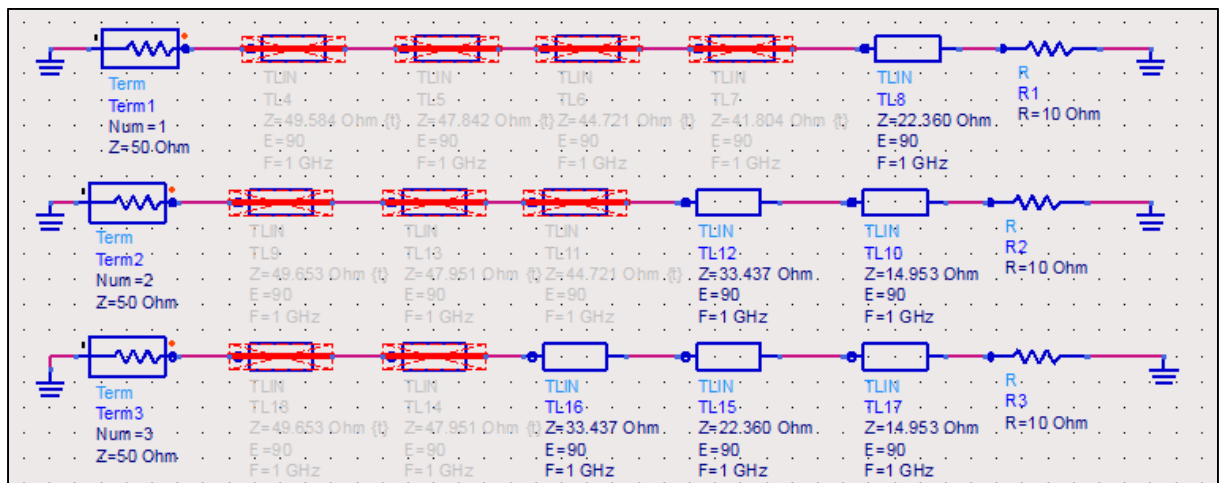 Term
Term1
Num=1
Z=50 Ohm
TLIN
TL4
Z=49.584 Ohm {t}
E=90
F=1 GHz
TLIN
TL5
Z=47.842 Ohm {t}
E=90
F=1 GHz
TLIN
TL6
Z=44.721 Ohm {t}
E=90
F=1 GHz
TLIN
TL7
Z=41.804 Ohm {t}
E=90
F=1 GHz
TLIN
TL8
Z=22.360 Ohm
E=90
F=1 GHz
R
R1
R=10 Ohm
Term
Term2
Num=2
Z=50 Ohm
TLIN
TL9
Z=49.653 Ohm {t}
E=90
F=1 GHz
TLIN
TL13
Z=47.951 Ohm {t}
E=90
F=1 GHz
TLIN
TL11
Z=44.721 Ohm {t}
E=90
F=1 GHz
TLIN
TL12
Z=33.437 Ohm
E=90
F=1 GHz
TLIN
TL10
Z=14.953 Ohm
E=90
F=1 GHz
R
R2
R=10 Ohm
Term
Term3
Num=3
Z=50 Ohm
TLIN
TL18
Z=49.653 Ohm {t}
E=90
F=1 GHz
TLIN
TL14
Z=47.951 Ohm {t}
E=90
F=1 GHz
TLIN
TL16
Z=33.437 Ohm
E=90
F=1 GHz
TLIN
TL15
Z=22.360 Ohm
E=90
F=1 GHz
TLIN
TL17
Z=14.953 Ohm
E=90
F=1 GHz
R
R3
R=10 Ohm